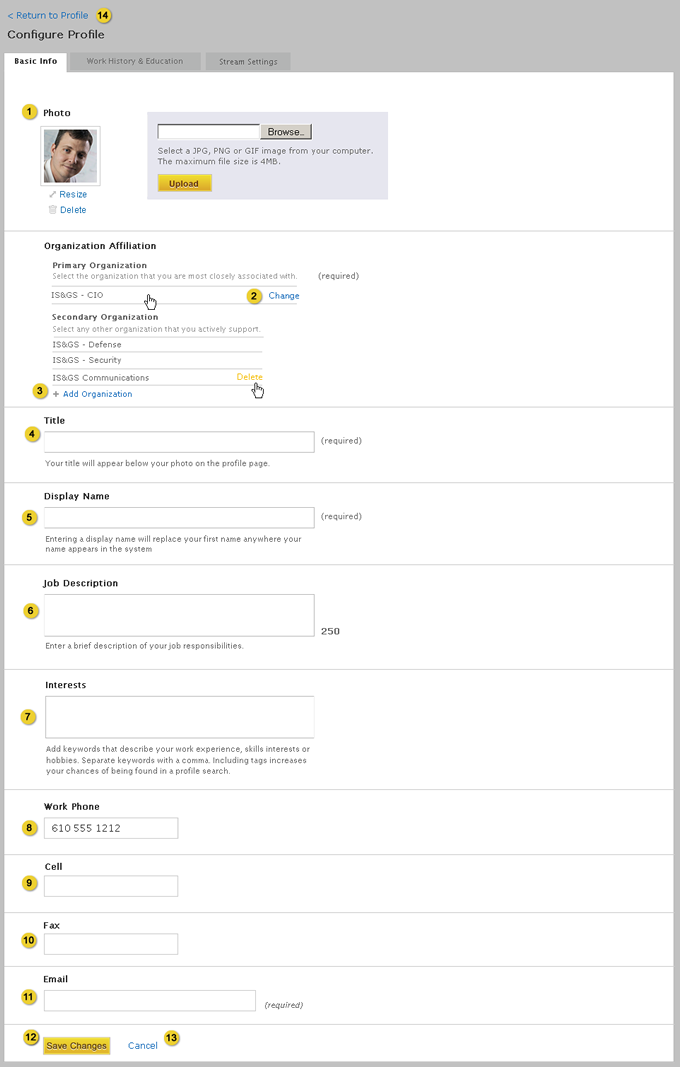 < Return to Profile 14
Configure Profile
Basic Info Work History & Education Stream Settings
1 Photo
Browse..
Select a JPG, PNG or GIF image from your computer.
The maximum file size is 4MB.
Upload
Resize
Delete
Organization Affiliation
Primary Organization
Select the organization that you are most closely associated with. (required)
IS&GS - CIO 2 Change
Secondary Organization
Select any other organization that you actively support.
IS&GS - Defense
IS&GS - Security
IS&GS Communications Delete
3 + Add Organization
Title
4 (required)
Your title will appear below your photo on the profile page.
Display Name
5 (required)
Entering a display name will replace your first name anywhere your
name appears in the system
Job Description
6
250
Enter a brief description of your job responsibilities.
Interests
7
Add keywords that describe your work experience, skills interests or
hobbies. Separate keywords with a comma. Including tags increases
your chances of being found in a profile search.
Work Phone
8 610 555 1212
Cell
9
Fax
10
Email
11 (required)
12 Save Changes Cancel 13